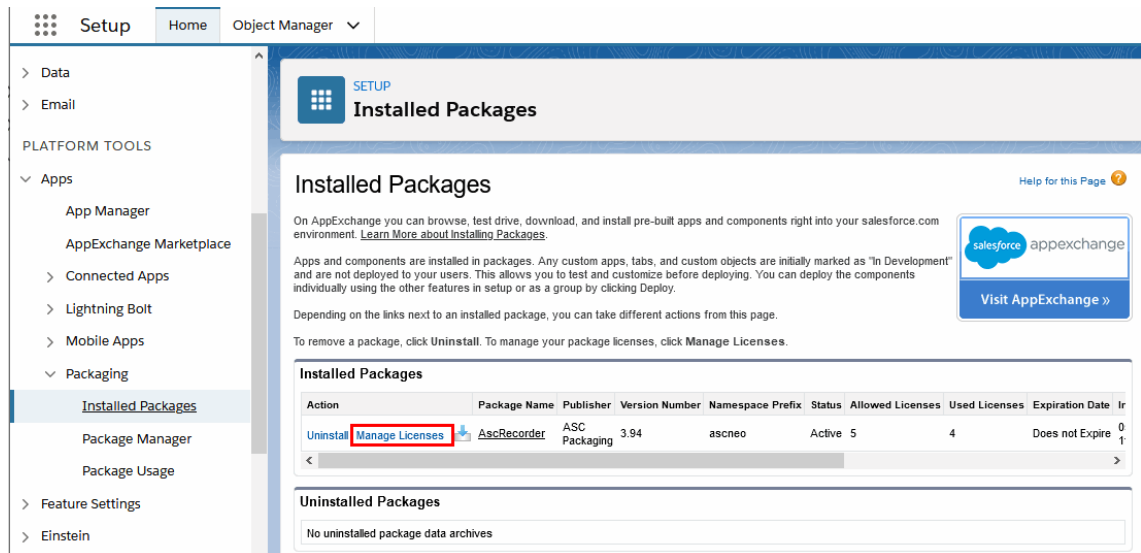 Setup Home Object Manager
Data
Email
PLATFORM TOOLS
Apps
App Manager
AppExchange Marketplace
Connected Apps
Lightning Bolt
Mobile Apps
Packaging
Installed Packages
Package Manager
Package Usage
Feature Settings
Einstein
SETUP
Installed Packages
Installed Packages
Help for this Page
On AppExchange you can browse, test drive, download, and install pre-built apps and components right into your salesforce.com
environment. Learn More about Installing Packages.
Apps and components are installed in packages. Any custom apps, tabs, and custom objects are initially marked as "In Development"
and are not deployed to your users. This allows you to test and customize before deploying. You can deploy the components
individually using the other features in setup or as a group by clicking Deploy.
Depending on the links next to an installed package, you can take different actions from this page.
To remove a package, click Uninstall. To manage your package licenses, click Manage Licenses.
salesforce appexchange
Visit AppExchange »
Installed Packages
Action Package Name Publisher Version Number Namespace Prefix Status Allowed Licenses Used Licenses Expiration Date
Uninstall Manage Licenses AscRecorder ASC Packaging 3.94 ascneo Active 5 4 Does not Expire
Uninstalled Packages
No uninstalled package data archives